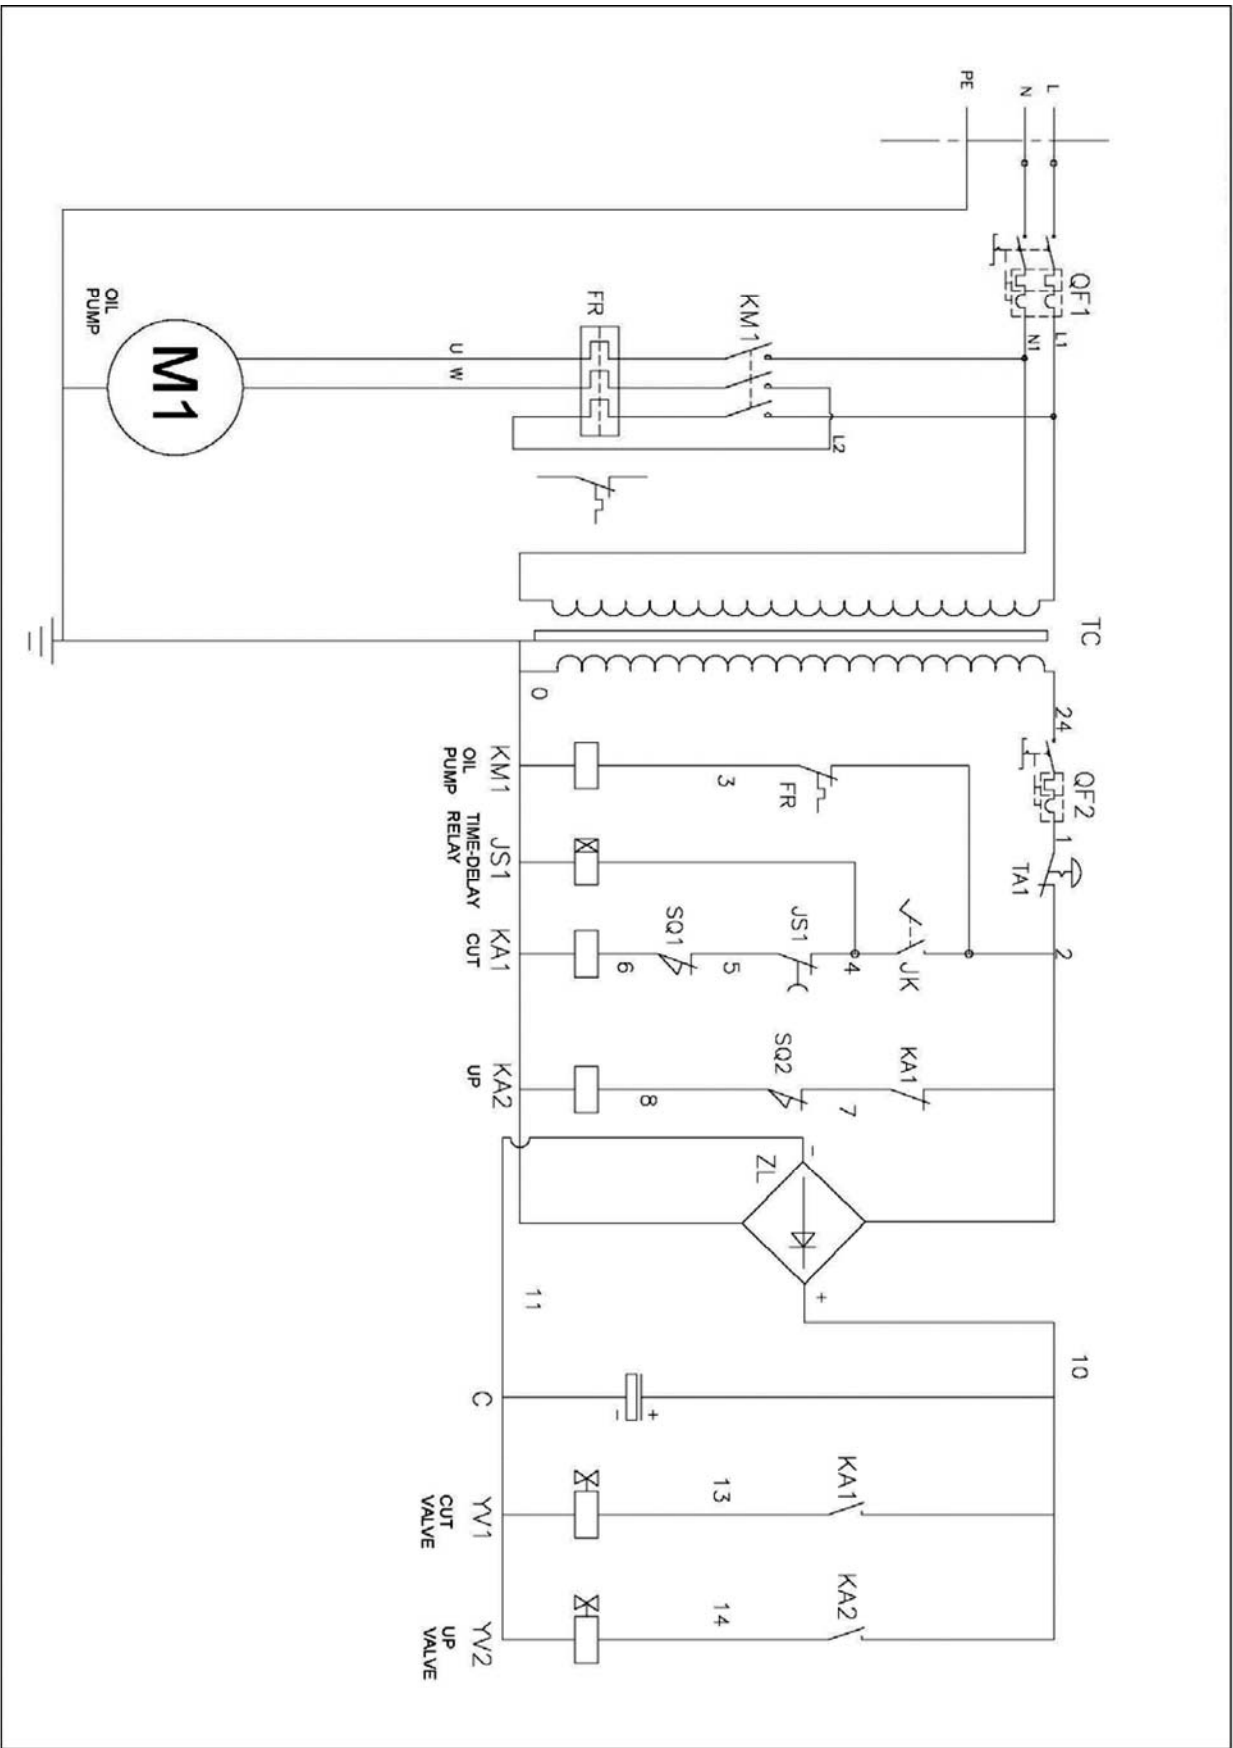 L
N
PE
QF1
L1
N1
KM1
L2
FR
U
W
M1
OIL
PUMP
TC
24
QF2
1
TA1
2
0
FR
3
JK
4
JS1
5
SQ1
6
KA1
7
SQ2
8
KM1
OIL
PUMP
JS1
TIME-DELAY
RELAY
KA1
CUT
KA2
UP
-
ZL
+
10
11
+
-
C
KA1
13
YV1
CUT
VALVE
KA2
14
YV2
UP
VALVE